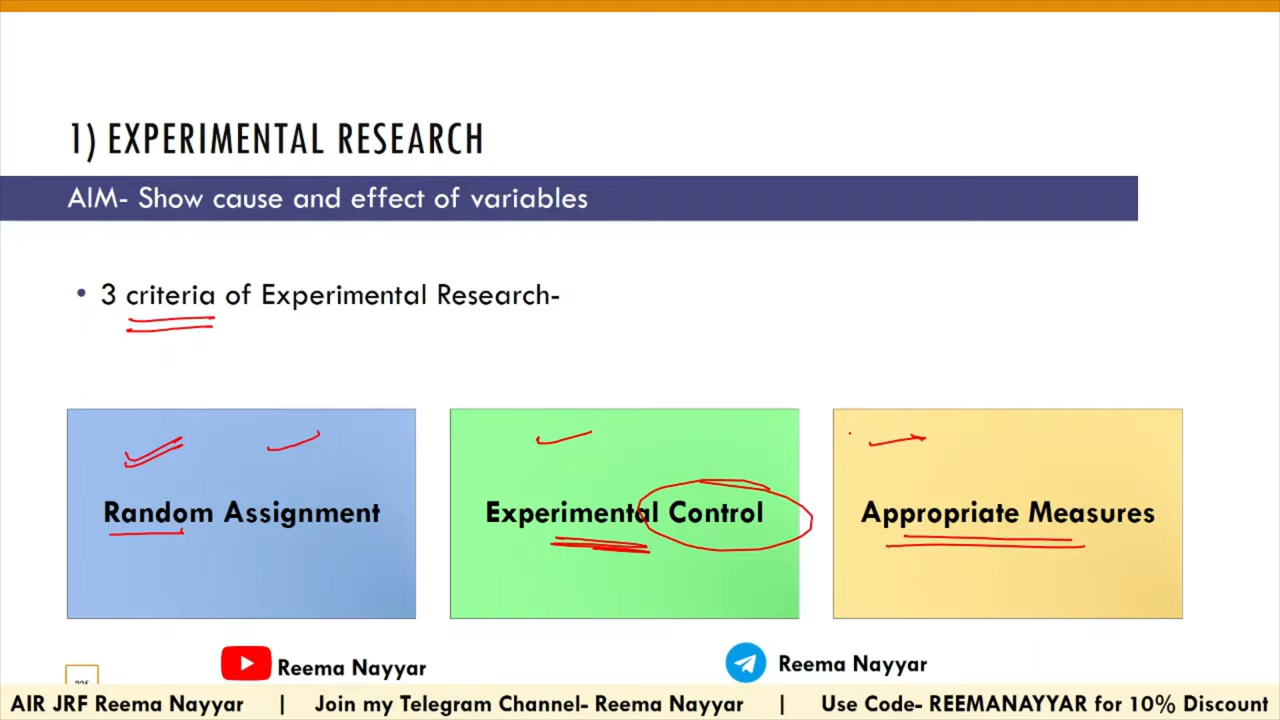 1) EXPERIMENTAL RESEARCH
AIM- Show cause and effect of variables
• 3 criteria of Experimental Research-
Random Assignment
Experimental Control
Appropriate Measures
Reema Nayyar
Reema Nayyar
AIR JRF Reema Nayyar | Join my Telegram Channel- Reema Nayyar | Use Code- REEMANAYYAR for 10% Discount